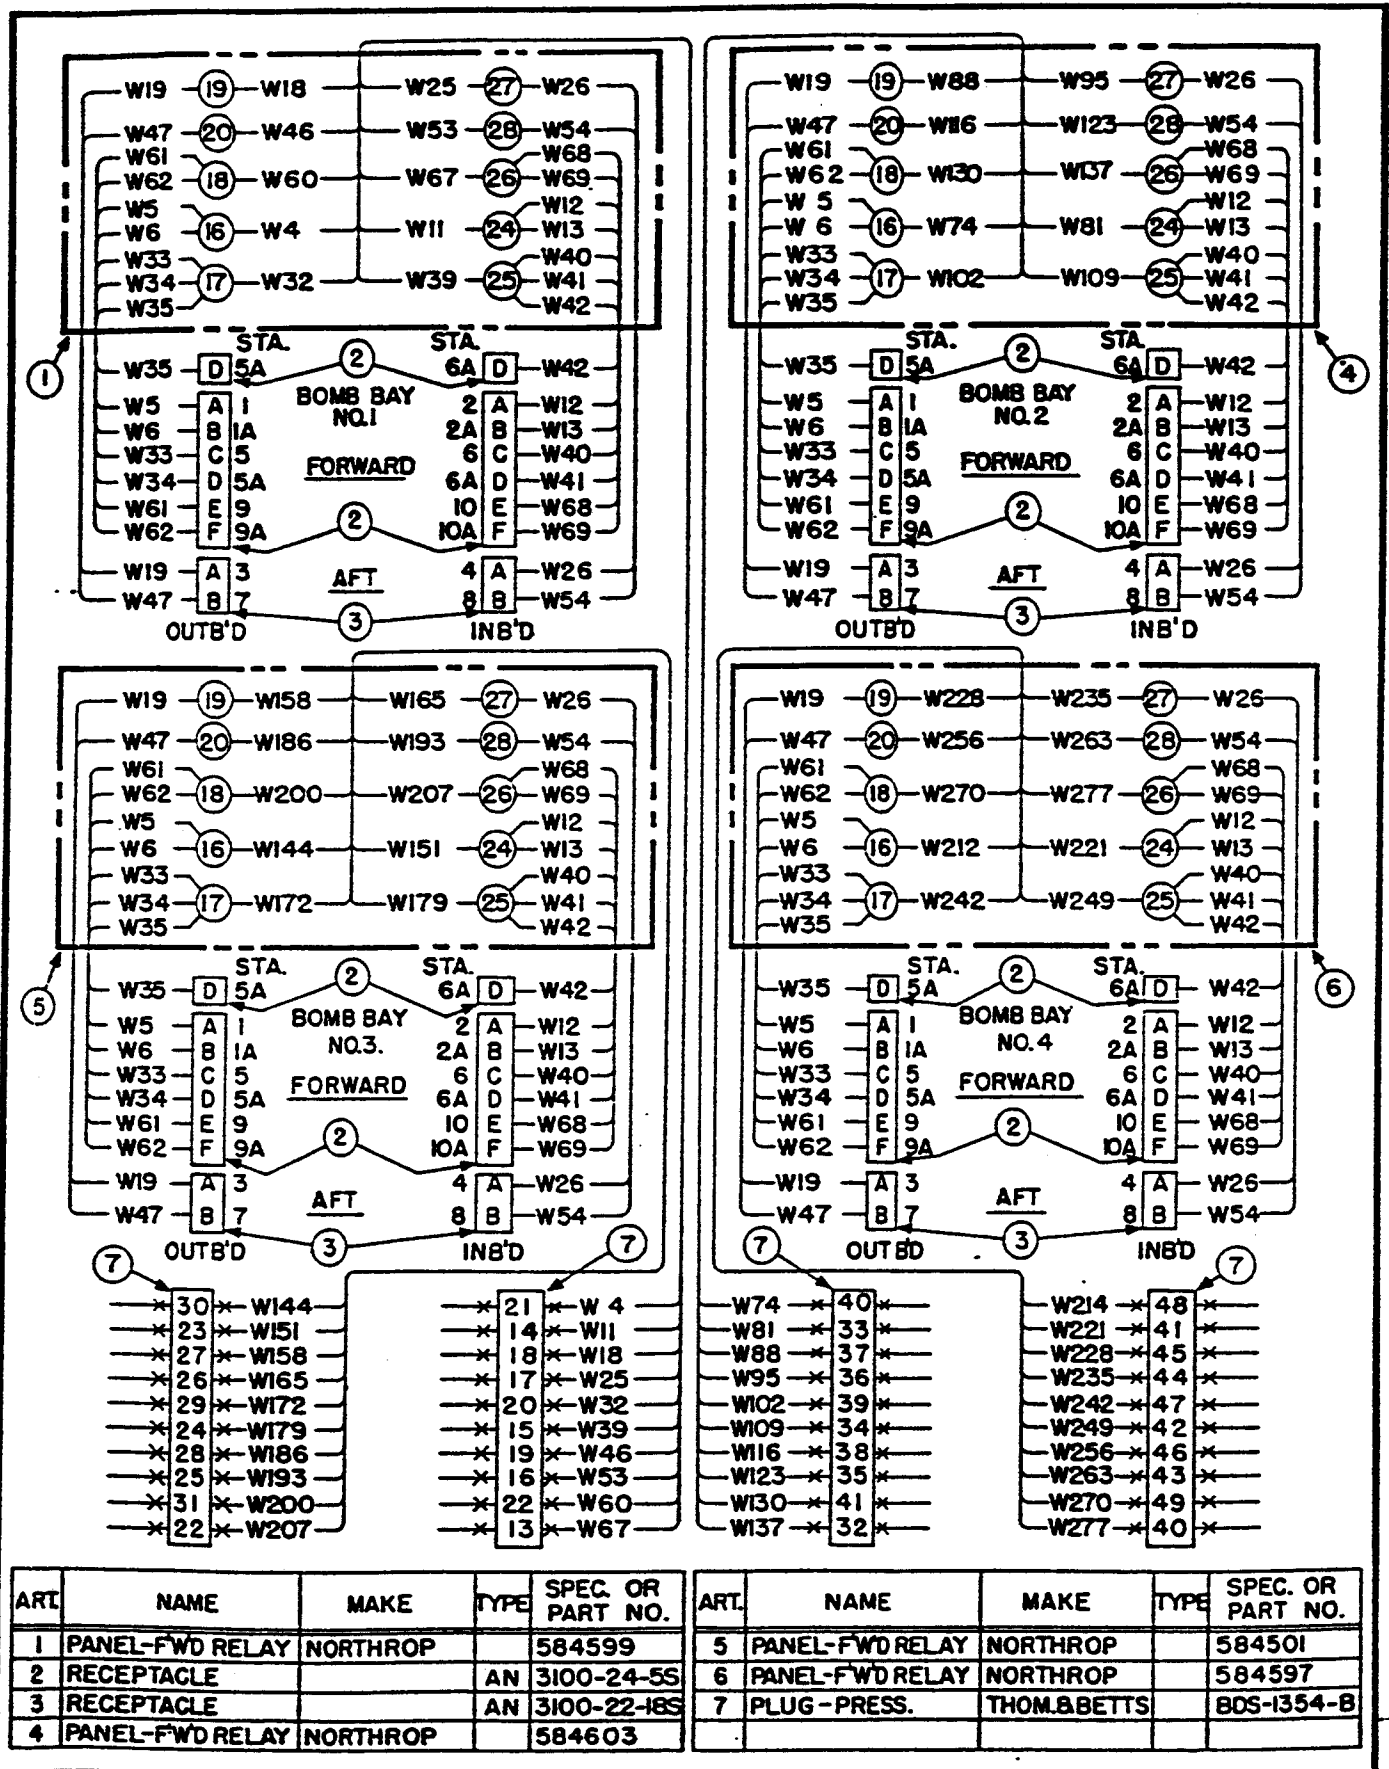 W19 19 W18 W25 27 W26
W47 20 W46 W53 28 W54
W61 W68
W62 18 W60 W67 26 W69
W5 W12
W6 16 W4 W11 24 W13
W33 W40
W34 17 W32 W39 25 W41
W35 W42
1
STA. 2 STA.
W35 D 5A 6A D W42
BOMB BAY
NO.1
W5 A 1 2 A W12
W6 B 1A 2A B W13
W33 C 5 FORWARD 6 C W40
W34 D 5A 6A D W41
W61 E 9 2 10 E W68
W62 F 9A 10A F W69
W19 A 3 AFT 4 A W26
W47 B 7 3 8 B W54
OUTB'D INB'D
W19 19 W88 W95 27 W26
W47 20 W116 W123 28 W54
W61 W68
W62 18 W130 W137 26 W69
W 5 W12
W 6 16 W74 W81 24 W13
W33 W40
W34 17 W102 W109 25 W41
W35 W42
4
STA. 2 STA.
W35 D 5A 6A D W42
BOMB BAY
NO.2
W5 A 1 2 A W12
W6 B 1A 2A B W13
W33 C 5 FORWARD 6 C W40
W34 D 5A 6A D W41
W61 E 9 2 10 E W68
W62 F 9A 10A F W69
W19 A 3 AFT 4 A W26
W47 B 7 3 8 B W54
OUTB'D INB'D
W19 19 W158 W165 27 W26
W47 20 W186 W193 28 W54
W61 W68
W62 18 W200 W207 26 W69
W5 W12
W6 16 W144 W151 24 W13
W33 W40
W34 17 W172 W179 25 W41
W35 W42
5
STA. 2 STA.
W35 D 5A 6A D W42
BOMB BAY
NO.3.
W5 A 1 2 A W12
W6 B 1A 2A B W13
W33 C 5 FORWARD 6 C W40
W34 D 5A 6A D W41
W61 E 9 2 10 E W68
W62 F 9A 10A F W69
W19 A 3 AFT 4 A W26
W47 B 7 3 8 B W54
OUTB'D INB'D
W19 19 W228 W235 27 W26
W47 20 W256 W263 28 W54
W61 W68
W62 18 W270 W277 26 W69
W5 W12
W6 16 W212 W221 24 W13
W33 W40
W34 17 W242 W249 25 W41
W35 W42
6
STA. 2 STA.
W35 D 5A 6A D W42
BOMB BAY
NO.4
W5 A 1 2 A W12
W6 B 1A 2A B W13
W33 C 5 FORWARD 6 C W40
W34 D 5A 6A D W41
W61 E 9 2 10 E W68
W62 F 9A 10A F W69
W19 A 3 AFT 4 A W26
W47 B 7 3 8 B W54
OUTB'D INB'D
7
30 W144
23 W151
27 W158
26 W165
29 W172
24 W179
28 W186
25 W193
31 W200
22 W207
7
21 W 4
14 W11
18 W18
17 W25
20 W32
15 W39
19 W46
16 W53
22 W60
13 W67
7
W74 40
W81 33
W88 37
W95 36
W102 39
W109 34
W116 38
W123 35
W130 41
W137 32
7
W214 48
W221 41
W228 45
W235 44
W242 47
W249 42
W256 46
W263 43
W270 49
W277 40
ART. NAME MAKE TYPE SPEC. OR PART NO.
1 PANEL-FWD RELAY NORTHROP 584599
2 RECEPTACLE AN 3100-24-5S
3 RECEPTACLE AN 3100-22-18S
4 PANEL-FWD RELAY NORTHROP 584603
ART. NAME MAKE TYPE SPEC. OR PART NO.
5 PANEL-FWD RELAY NORTHROP 584501
6 PANEL-FWD RELAY NORTHROP 584597
7 PLUG-PRESS. THOM.&BETTS BDS-1354-B